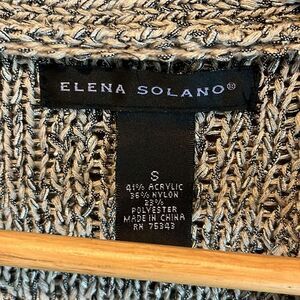 ELENA SOLANO®
S
41% ACRYLIC
36% NYLON
23%
POLYESTER
MADE IN CHINA
RN 75343